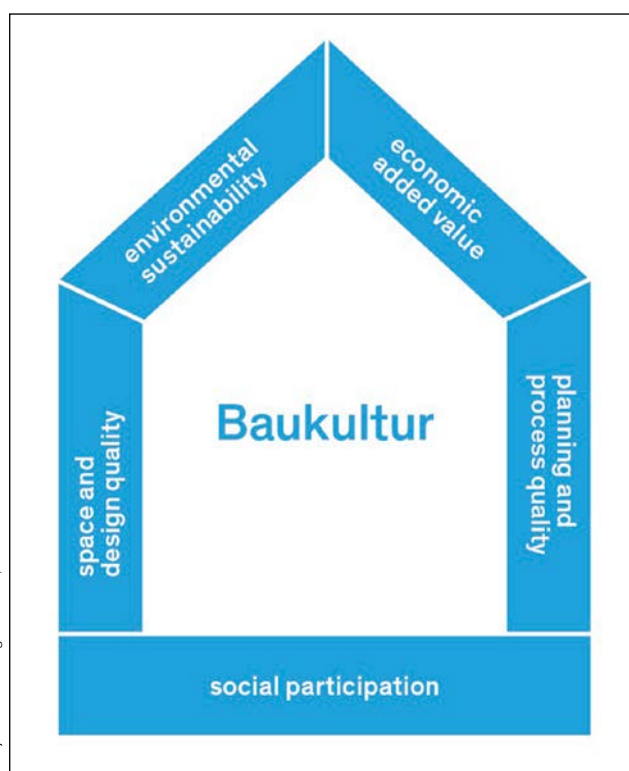 environmental
sustainability
economic
added value
Baukultur
space and
design quality
planning and
process quality
social participation